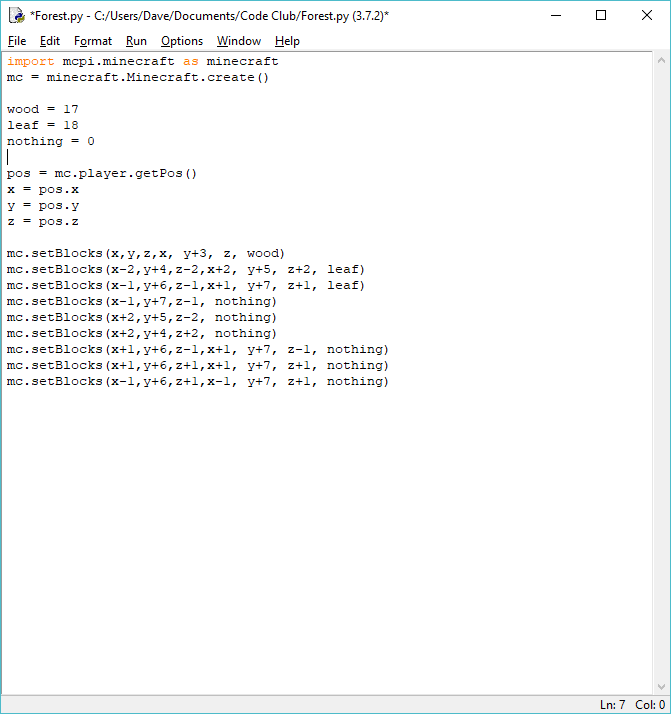 *Forest.py - C:/Users/Dave/Documents/Code Club/Forest.py (3.7.2)*
File Edit Format Run Options Window Help
import mcpi.minecraft as minecraft
mc = minecraft.Minecraft.create()
wood = 17
leaf = 18
nothing = 0
pos = mc.player.getPos()
x = pos.x
y = pos.y
z = pos.z
mc.setBlocks(x,y,z,x, y+3, z, wood)
mc.setBlocks(x-2,y+4,z-2,x+2, y+5, z+2, leaf)
mc.setBlocks(x-1,y+6,z-1,x+1, y+7, z+1, leaf)
mc.setBlocks(x-1,y+7,z-1, nothing)
mc.setBlocks(x+2,y+5,z-2, nothing)
mc.setBlocks(x+2,y+4,z+2, nothing)
mc.setBlocks(x+1,y+6,z-1,x+1, y+7, z-1, nothing)
mc.setBlocks(x+1,y+6,z+1,x+1, y+7, z+1, nothing)
mc.setBlocks(x-1,y+6,z+1,x-1, y+7, z+1, nothing)
Ln: 7 Col: 0